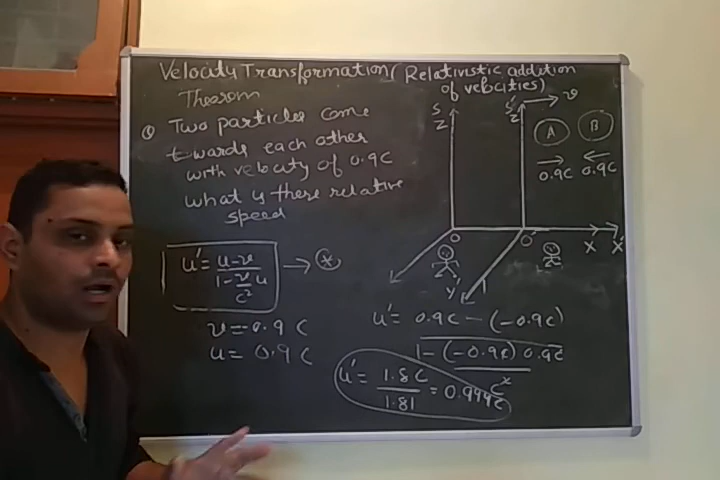 Velocity Transformation (Relativistic addition
of velocities)
Theorem
Q Two particles come
towards each other
with velocity of 0.9C
what is there relative
speed
u' = u-v / 1 - v/c² u → *
v = -0.9 C
u = 0.9 C
S S' → v
Z Z'
A B
→ ←
0.9C 0.9C
O O' X X'
Y'
u' = 0.9C - (-0.9C) / 1 - (-0.9C) 0.9C / C²
u' = 1.8C / 1.81 = 0.999C